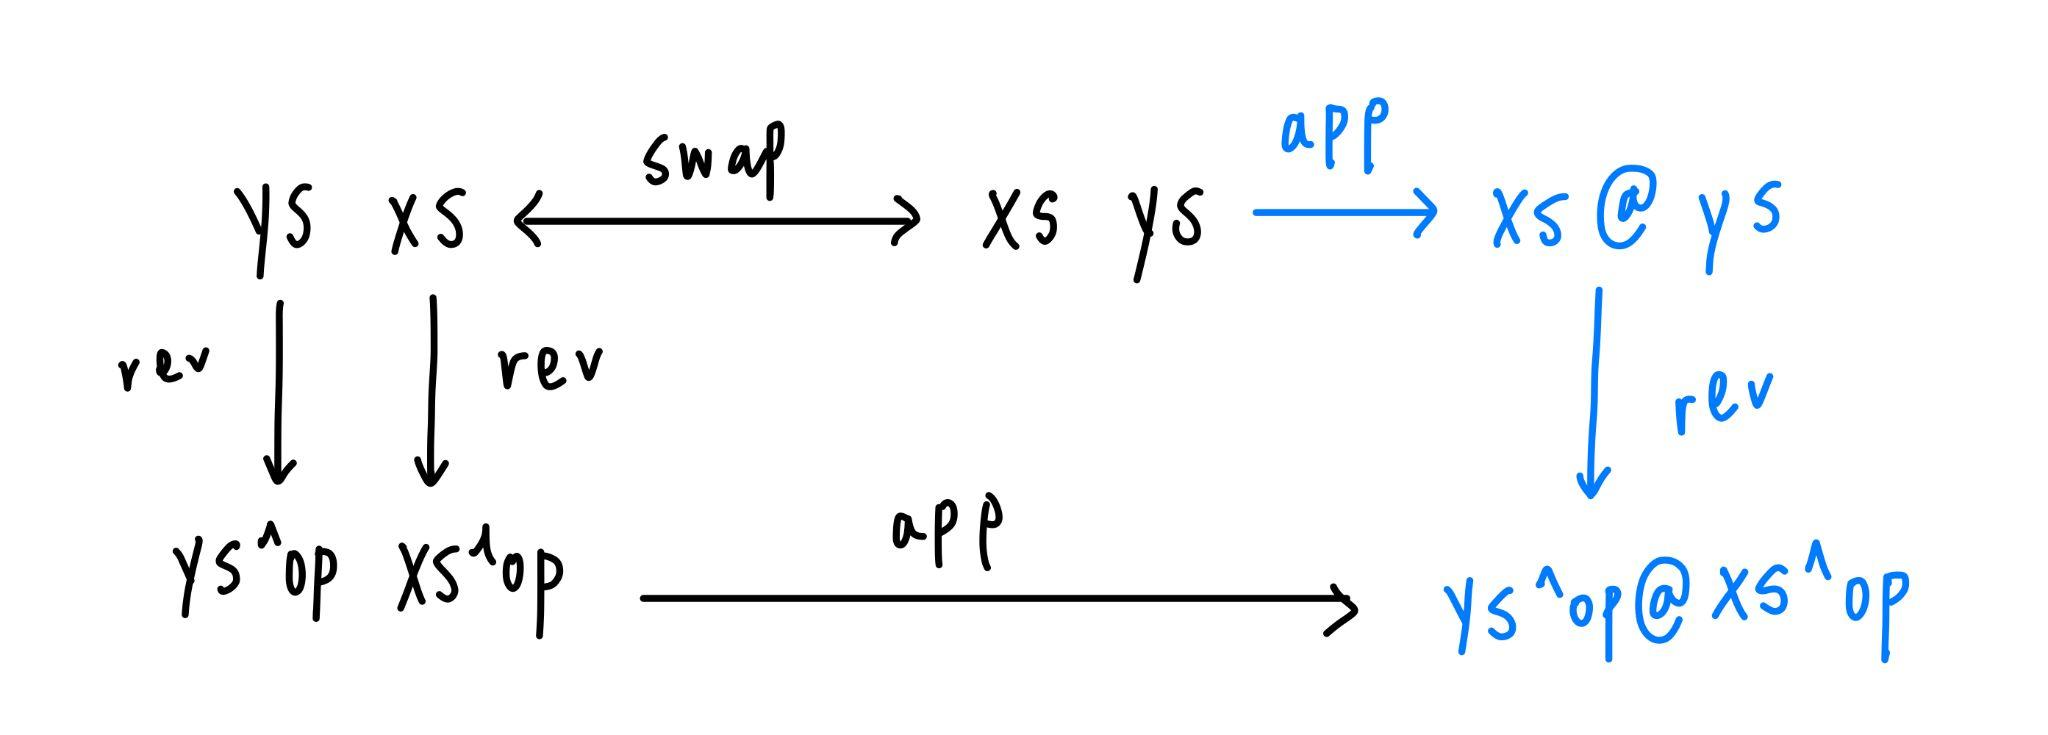 swap app
ys xs xs ys xs @ ys
rev rev rev
app
ys^op xs^op ys^op@xs^op